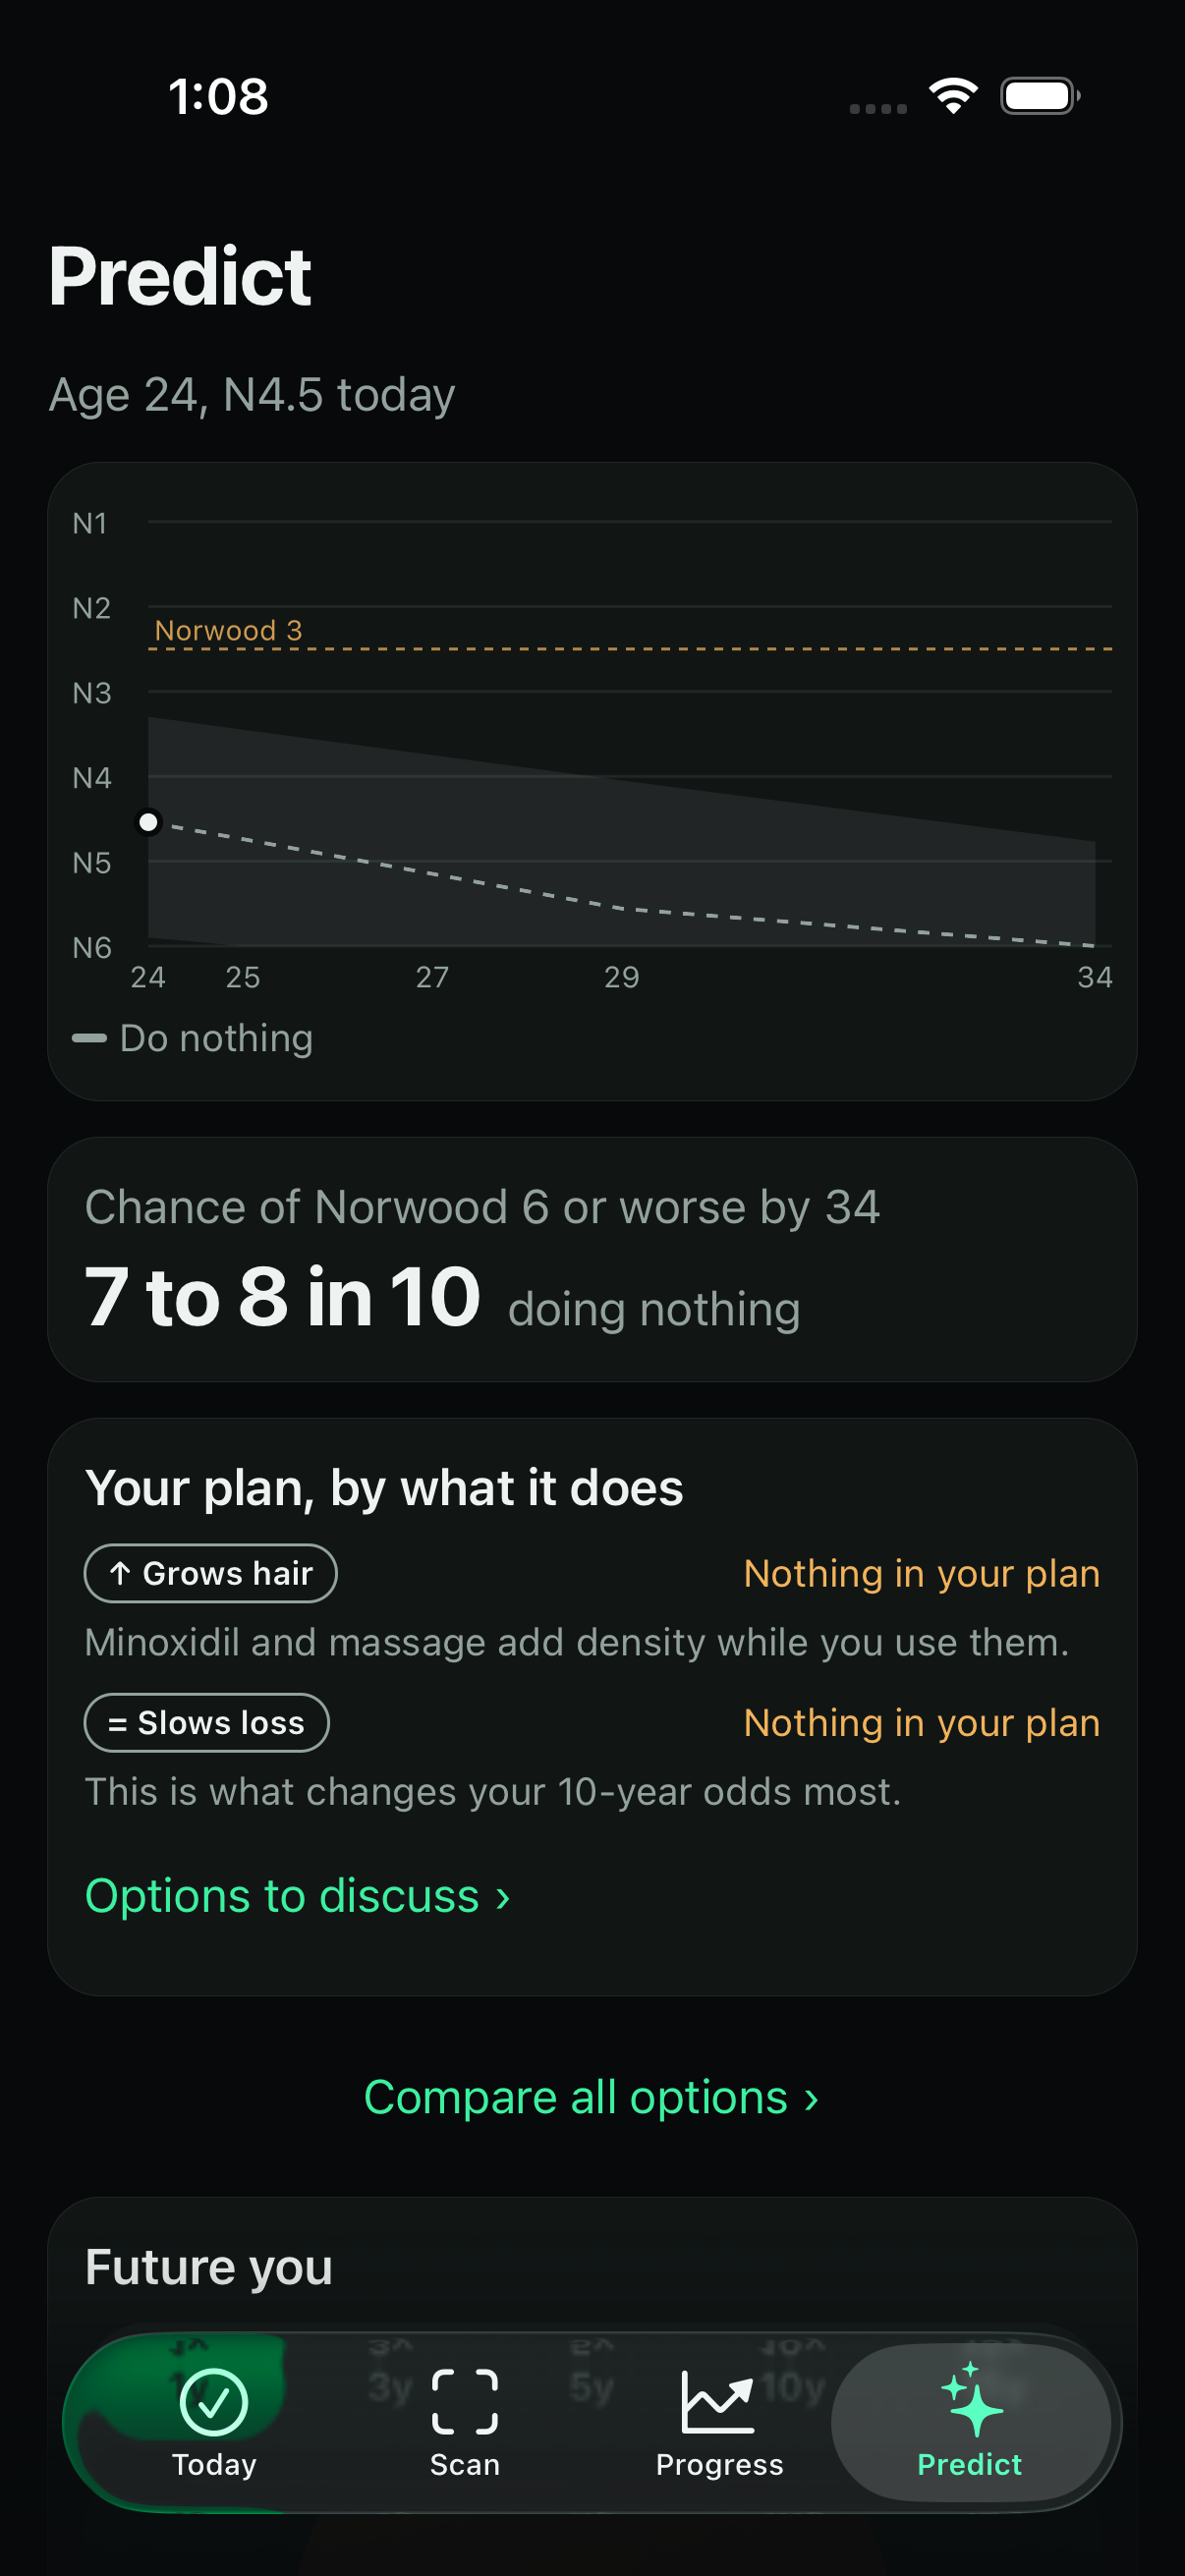 1:08
Predict
Age 24, N4.5 today
N1
N2
Norwood 3
N3
N4
N5
N6
24 25 27 29 34
Do nothing
Chance of Norwood 6 or worse by 34
7 to 8 in 10 doing nothing
Your plan, by what it does
↑ Grows hair Nothing in your plan
Minoxidil and massage add density while you use them.
= Slows loss Nothing in your plan
This is what changes your 10-year odds most.
Options to discuss ›
Compare all options ›
Future you
1y 3y 5y 10y
Today Scan Progress Predict